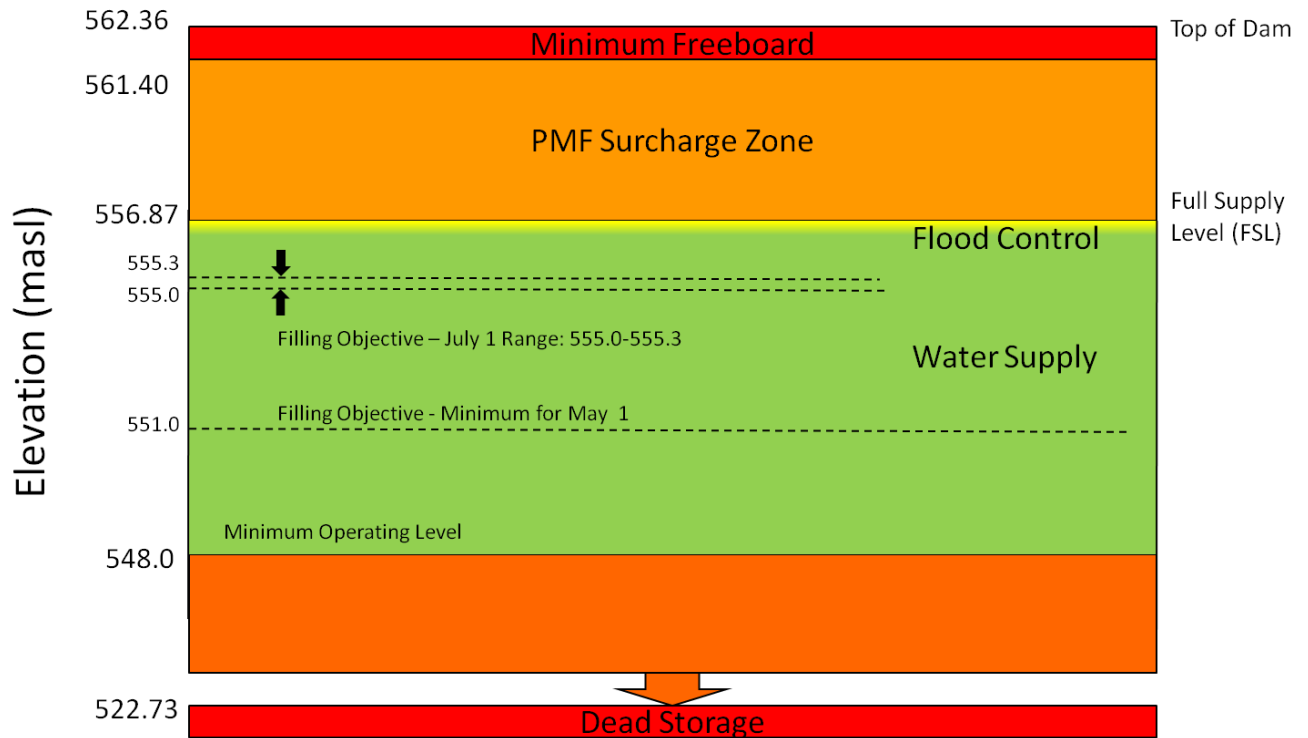 562.36
Top of Dam
Minimum Freeboard
561.40
PMF Surcharge Zone
556.87
Full Supply
Level (FSL)
Flood Control
555.3
555.0
Filling Objective – July 1 Range: 555.0-555.3
Water Supply
Filling Objective - Minimum for May 1
551.0
Minimum Operating Level
548.0
522.73
Dead Storage
Elevation (masl)